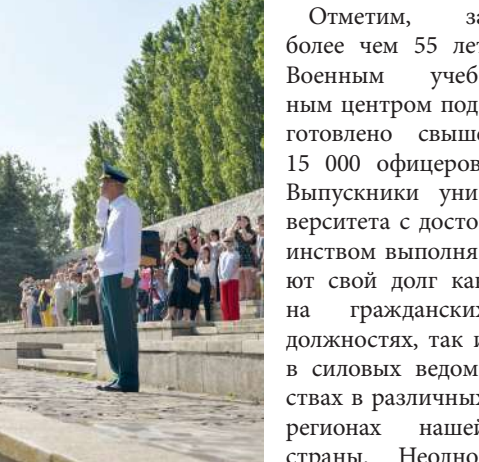 Отметим, за
более чем 55 лет
Военным учеб-
ным центром под-
готовлено свыше
15 000 офицеров.
Выпускники уни-
верситета с досто-
инством выполня-
ют свой долг как
на гражданских
должностях, так и
в силовых ведом-
ствах в различных
регионах нашей
страны. Неодно-